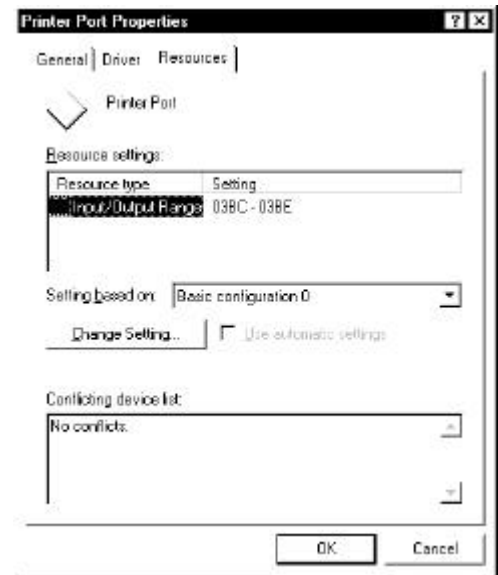 Printer Port Properties
? X
General Driver Resources
Printer Port
Resource settings:
Resource type Setting
Input/Output Range 03BC - 03BE
Setting based on: Basic configuration 0
Change Setting...
Use automatic settings
Conflicting device list:
No conflicts.
OK Cancel